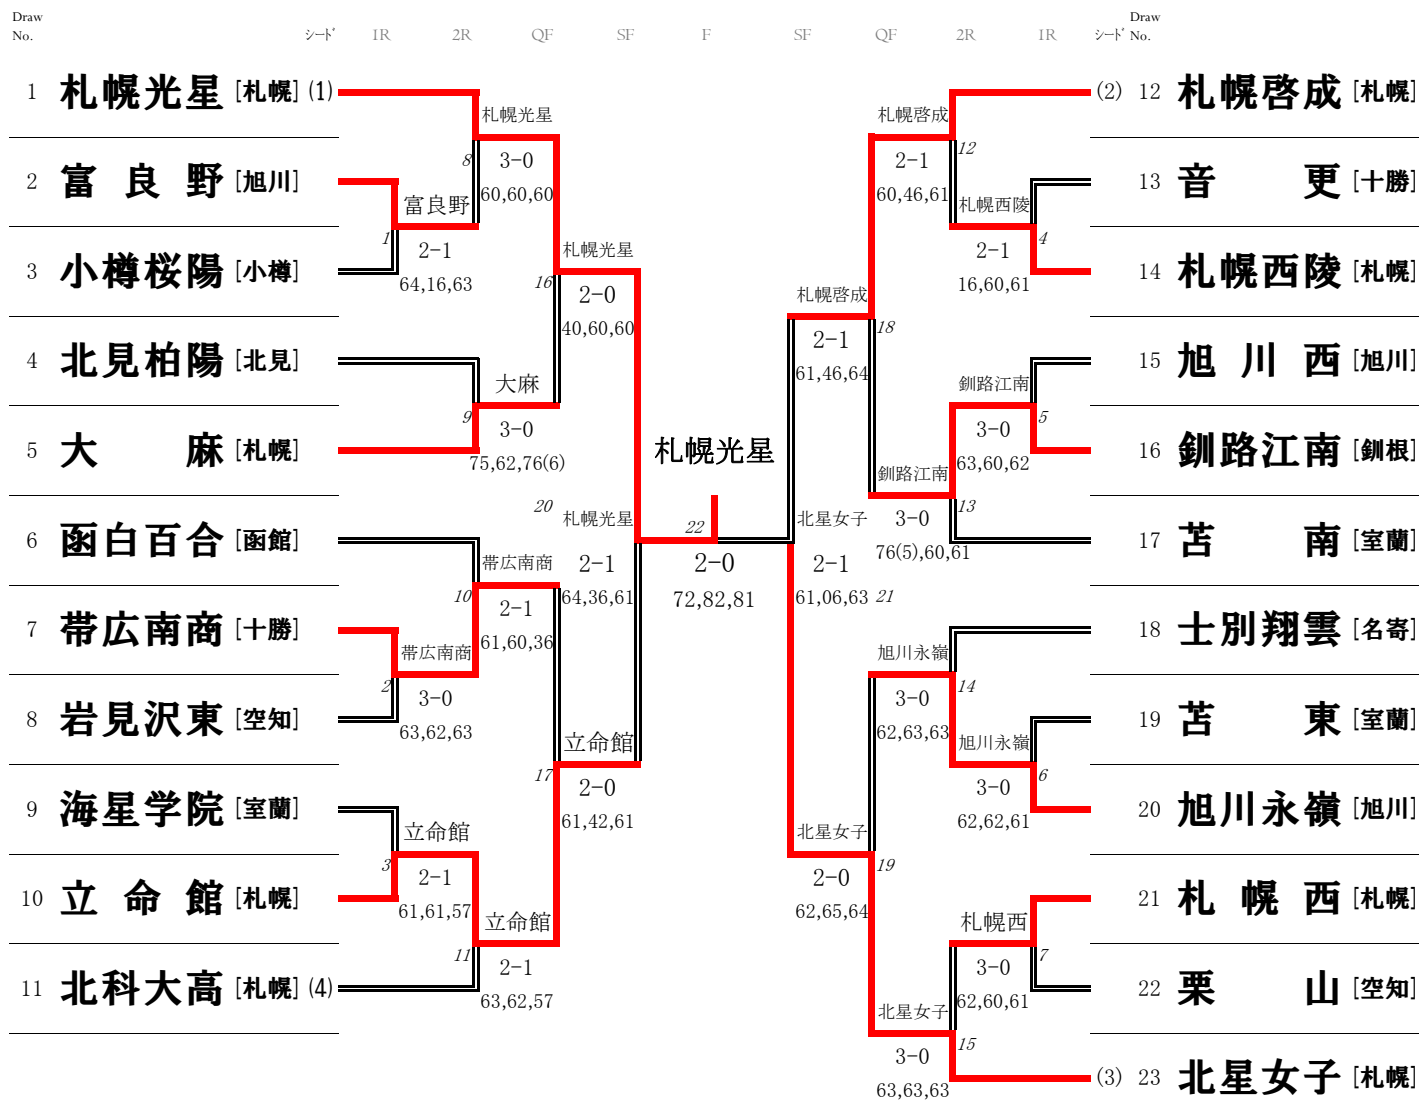 Draw
No. シード 1R 2R QF SF F SF QF 2R 1R シード Draw
No.
1 札幌光星 [札幌] (1)
2 富良野 [旭川]
3 小樽桜陽 [小樽]
4 北見柏陽 [北見]
5 大麻 [札幌]
6 函白百合 [函館]
7 帯広南商 [十勝]
8 岩見沢東 [空知]
9 海星学院 [室蘭]
10 立命館 [札幌]
11 北科大高 [札幌] (4)
1 富良野
2-1
64,16,63
2 帯広南商
3-0
63,62,63
3 立命館
2-1
61,61,57
8 札幌光星
3-0
60,60,60
9 大麻
3-0
75,62,76(6)
10 帯広南商
2-1
61,60,36
11 立命館
2-1
63,62,57
16 札幌光星
2-0
40,60,60
17 立命館
2-0
61,42,61
20 札幌光星
2-1
64,36,61
札幌光星
22
2-0
72,82,81
北星女子
2-1
61,06,63 21
札幌啓成
2-1
61,46,64
18
北星女子
2-0
62,65,64
19
札幌啓成
2-1
60,46,61
12
釧路江南
3-0
76(5),60,61
13
旭川永嶺
3-0
62,63,63
14
北星女子
3-0
63,63,63
15
札幌西陵
2-1
16,60,61
4
釧路江南
3-0
63,60,62
5
旭川永嶺
3-0
62,62,61
6
札幌西
3-0
62,60,61
7
(2) 12 札幌啓成 [札幌]
13 音更 [十勝]
14 札幌西陵 [札幌]
15 旭川西 [旭川]
16 釧路江南 [釧根]
17 苫南 [室蘭]
18 士別翔雲 [名寄]
19 苫東 [室蘭]
20 旭川永嶺 [旭川]
21 札幌西 [札幌]
22 栗山 [空知]
(3) 23 北星女子 [札幌]